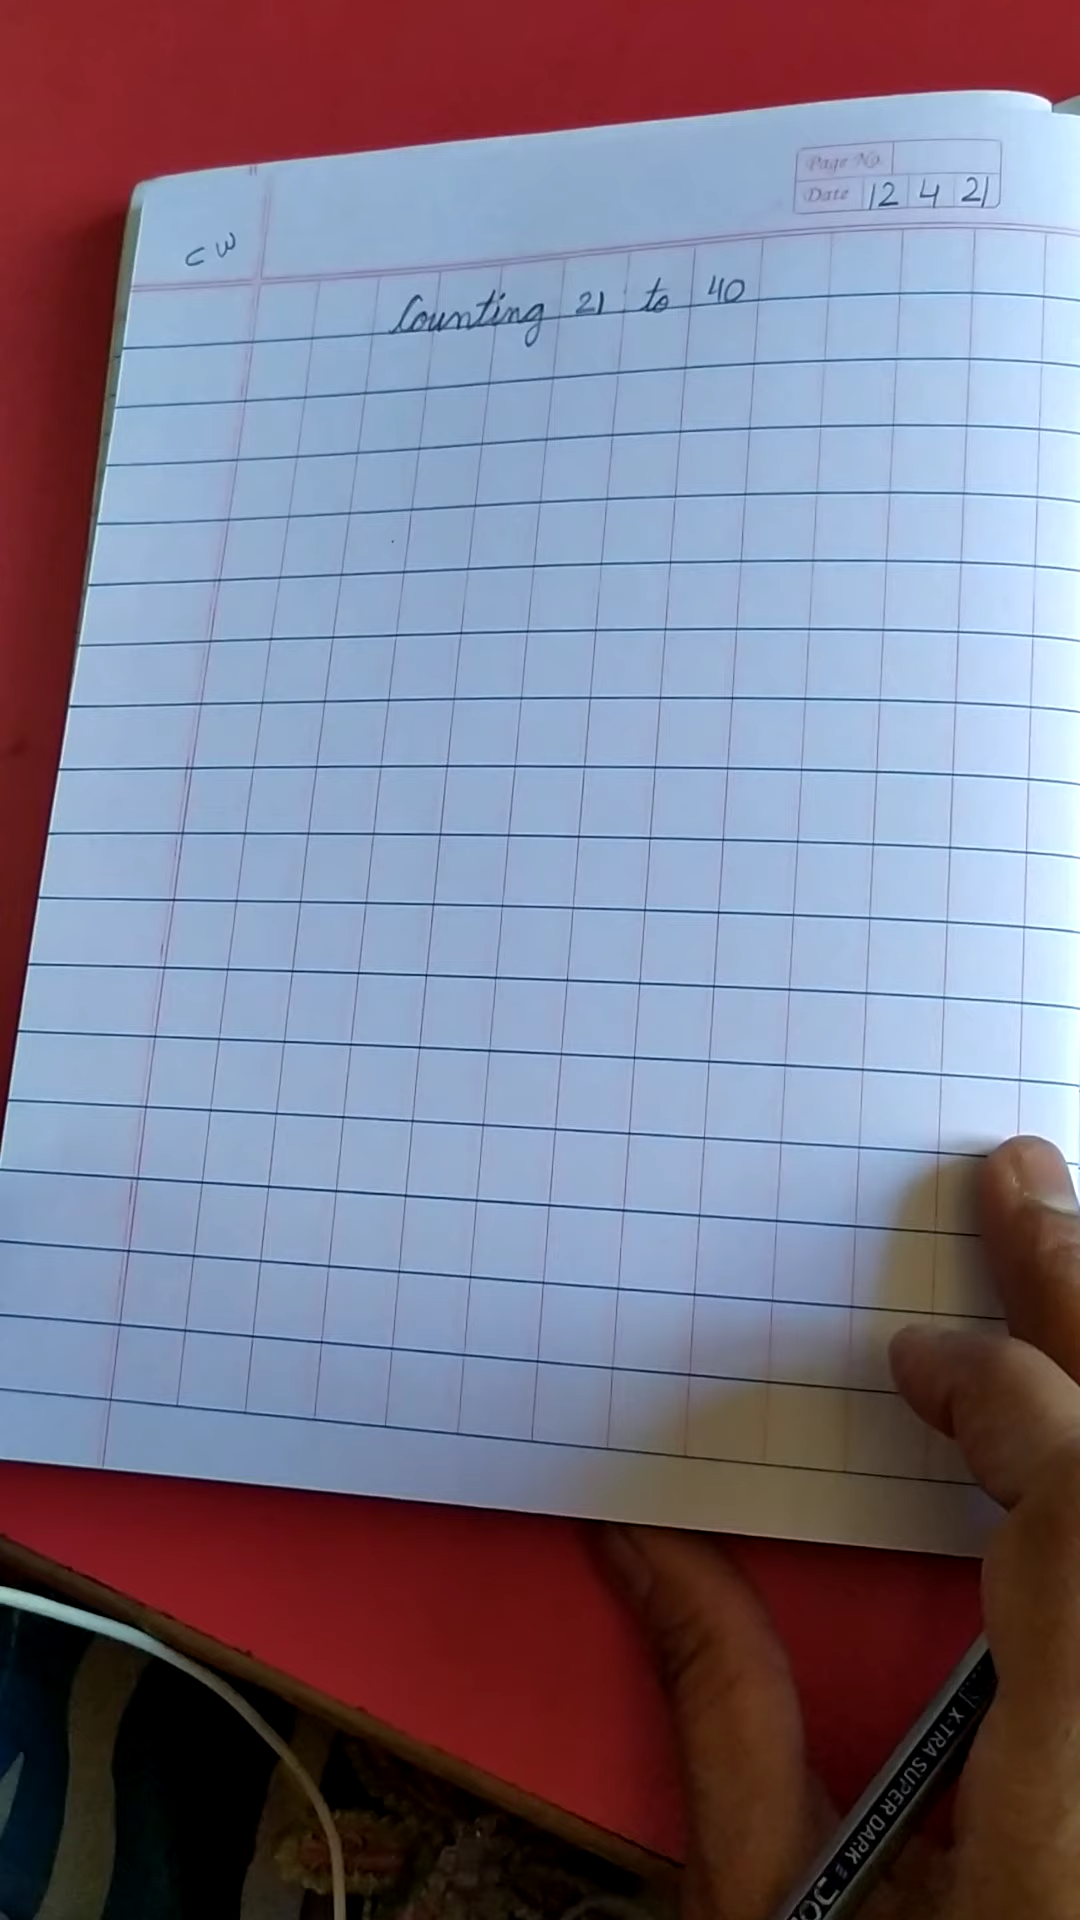 Page No.
Date 12 4 21
CW
Counting 21 to 40
X-TRA SUPER DARK